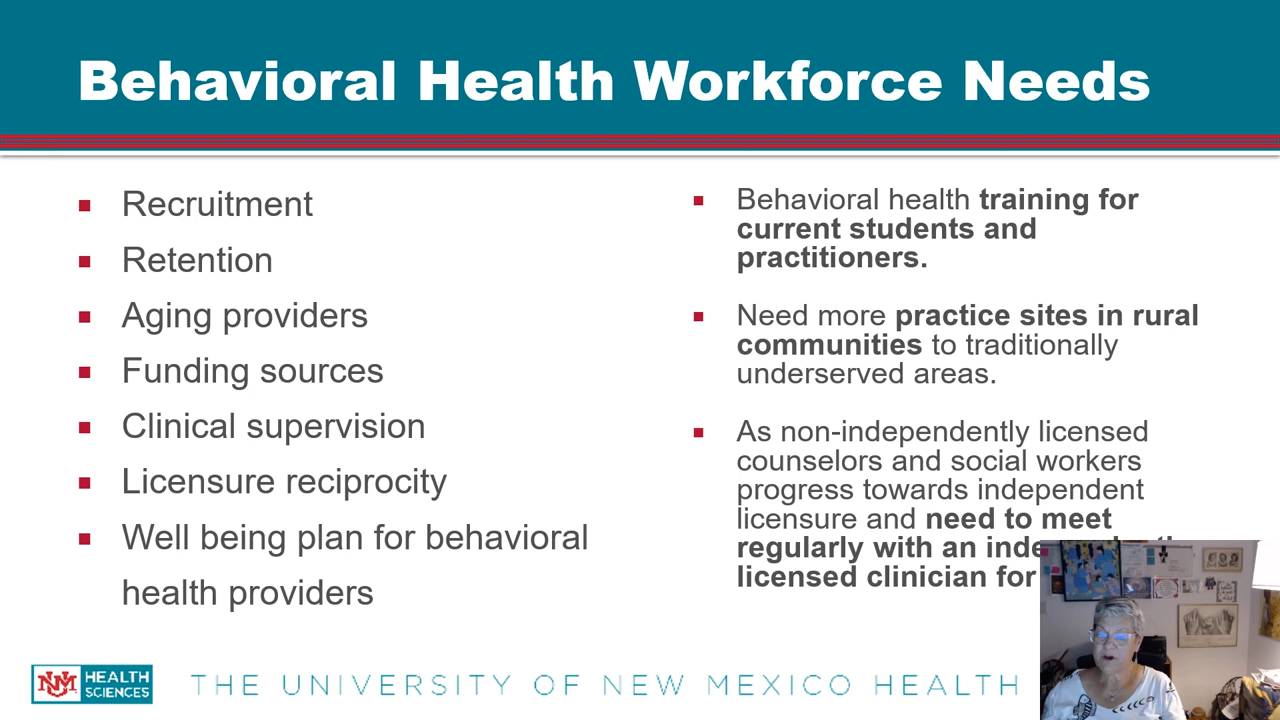 Behavioral Health Workforce Needs
Recruitment
Retention
Aging providers
Funding sources
Clinical supervision
Licensure reciprocity
Well being plan for behavioral
health providers
Behavioral health training for
current students and
practitioners.
Need more practice sites in rural
communities to traditionally
underserved areas.
As non-independently licensed
counselors and social workers
progress towards independent
licensure and need to meet
regularly with an
licensed clinician for
UNM HEALTH
SCIENCES
THE UNIVERSITY OF NEW MEXICO HEALTH